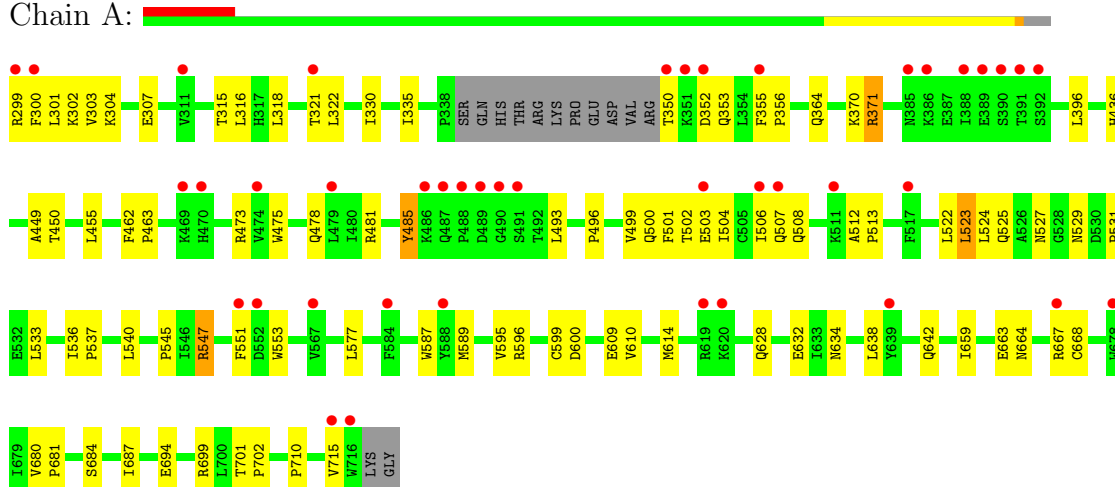 Chain A:
R299 F300 L301 K302 V303 K304 E307 V311 T315 L316 H317 L318 T321 L322 I330 I335 P338 SER GLN HIS THR ARG LYS PRO GLU ASP VAL ARG T350 K351 D352 Q353 L354 F355 P356 Q364 K370 R371 N385 K386 E387 I388 E389 S390 T391 S392 L396
A449 T450 L455 F462 P463 K469 H470 R473 V474 W475 Q478 L479 I480 R481 Y485 K486 Q487 P488 D489 G490 S491 T492 L493 P496 V499 Q500 F501 T502 E503 I504 C505 I506 Q507 Q508 K511 A512 P513 F517 L522 L523 L524 Q525 A526 N527 G528 N529 D530
E532 L533 I536 P537 L540 P545 I546 R547 F551 D552 W553 V567 L577 F584 W587 Y588 M589 V595 R596 C599 D600 E609 V610 M614 R619 K620 Q628 E632 I633 N634 L638 Y639 Q642 I659 E663 N664 R667 C668
I679 V680 P681 S684 I687 E694 R699 L700 T701 P702 P710 V715 W716 LYS GLY